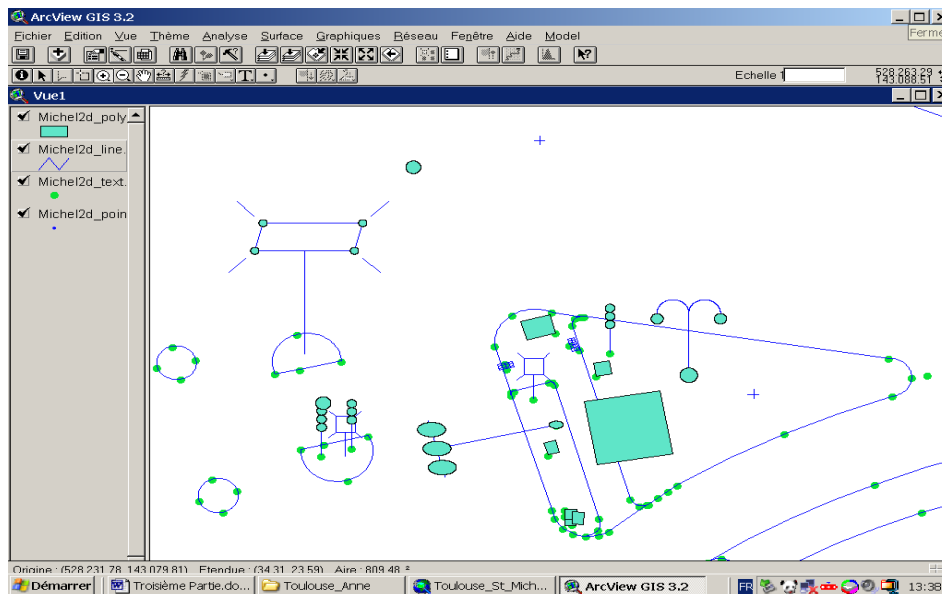 ArcView GIS 3.2
Fichier Edition Vue Thème Analyse Surface Graphiques Réseau Fenêtre Aide Model
Ferme
Echelle 1
528 263.29
143 088.51
Vue1
Michel2d_poly
Michel2d_line.
Michel2d_text.
Michel2d_poin
Origine : (528 231.78, 143 079.81) Etendue : (34.31, 23.59) Aire : 809.48 ²
Démarrer Troisième Partie.do... Toulouse_Anne Toulouse_St_Mich... ArcView GIS 3.2 FR 13:38